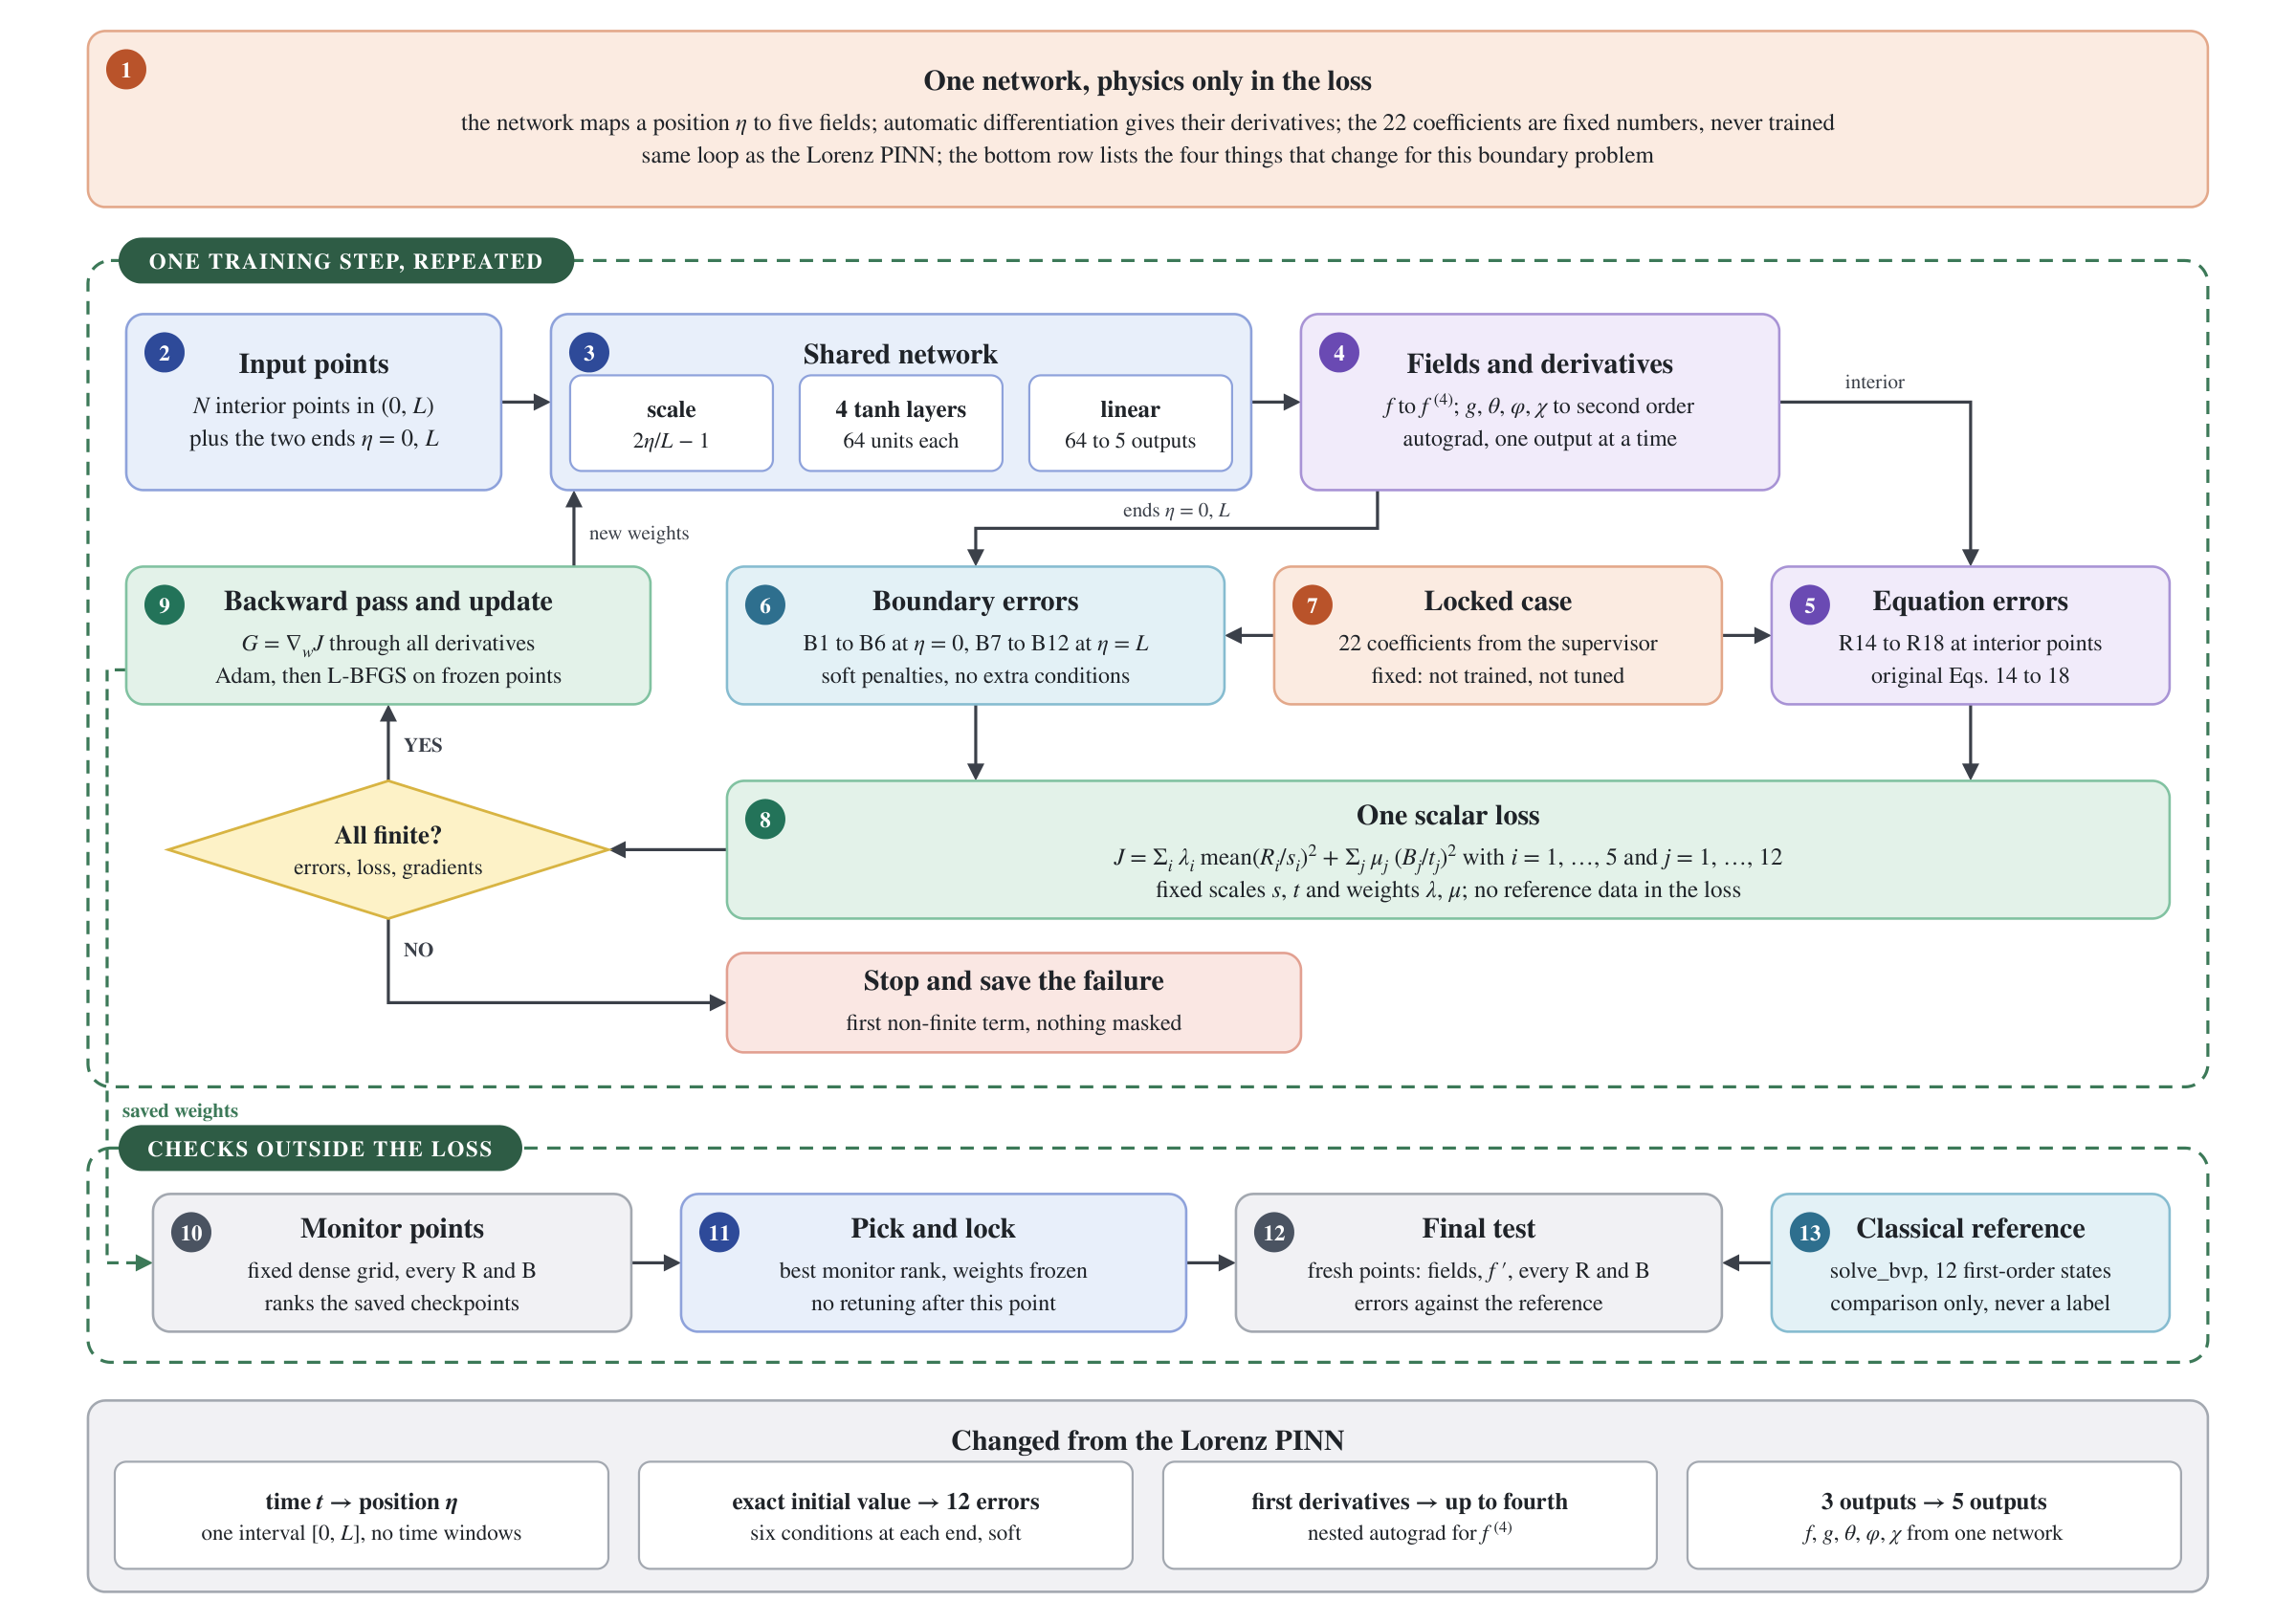 1
One network, physics only in the loss
the network maps a position η to five fields; automatic differentiation gives their derivatives; the 22 coefficients are fixed numbers, never trained
same loop as the Lorenz PINN; the bottom row lists the four things that change for this boundary problem
ONE TRAINING STEP, REPEATED
2
Input points
N interior points in (0, L)
plus the two ends η = 0, L
3
Shared network
scale
2η/L − 1
4 tanh layers
64 units each
linear
64 to 5 outputs
4
Fields and derivatives
f to f⁽⁴⁾; g, θ, φ, χ to second order
autograd, one output at a time
interior
ends η = 0, L
new weights
9
Backward pass and update
G = ∇_w J through all derivatives
Adam, then L-BFGS on frozen points
6
Boundary errors
B1 to B6 at η = 0, B7 to B12 at η = L
soft penalties, no extra conditions
7
Locked case
22 coefficients from the supervisor
fixed: not trained, not tuned
5
Equation errors
R14 to R18 at interior points
original Eqs. 14 to 18
YES
All finite?
errors, loss, gradients
8
One scalar loss
J = Σ_i λ_i mean(R_i/s_i)² + Σ_j μ_j (B_j/t_j)² with i = 1, …, 5 and j = 1, …, 12
fixed scales s, t and weights λ, μ; no reference data in the loss
NO
Stop and save the failure
first non-finite term, nothing masked
saved weights
CHECKS OUTSIDE THE LOSS
10
Monitor points
fixed dense grid, every R and B
ranks the saved checkpoints
11
Pick and lock
best monitor rank, weights frozen
no retuning after this point
12
Final test
fresh points: fields, f ′, every R and B
errors against the reference
13
Classical reference
solve_bvp, 12 first-order states
comparison only, never a label
Changed from the Lorenz PINN
time t → position η
one interval [0, L], no time windows
exact initial value → 12 errors
six conditions at each end, soft
first derivatives → up to fourth
nested autograd for f⁽⁴⁾
3 outputs → 5 outputs
f, g, θ, φ, χ from one network